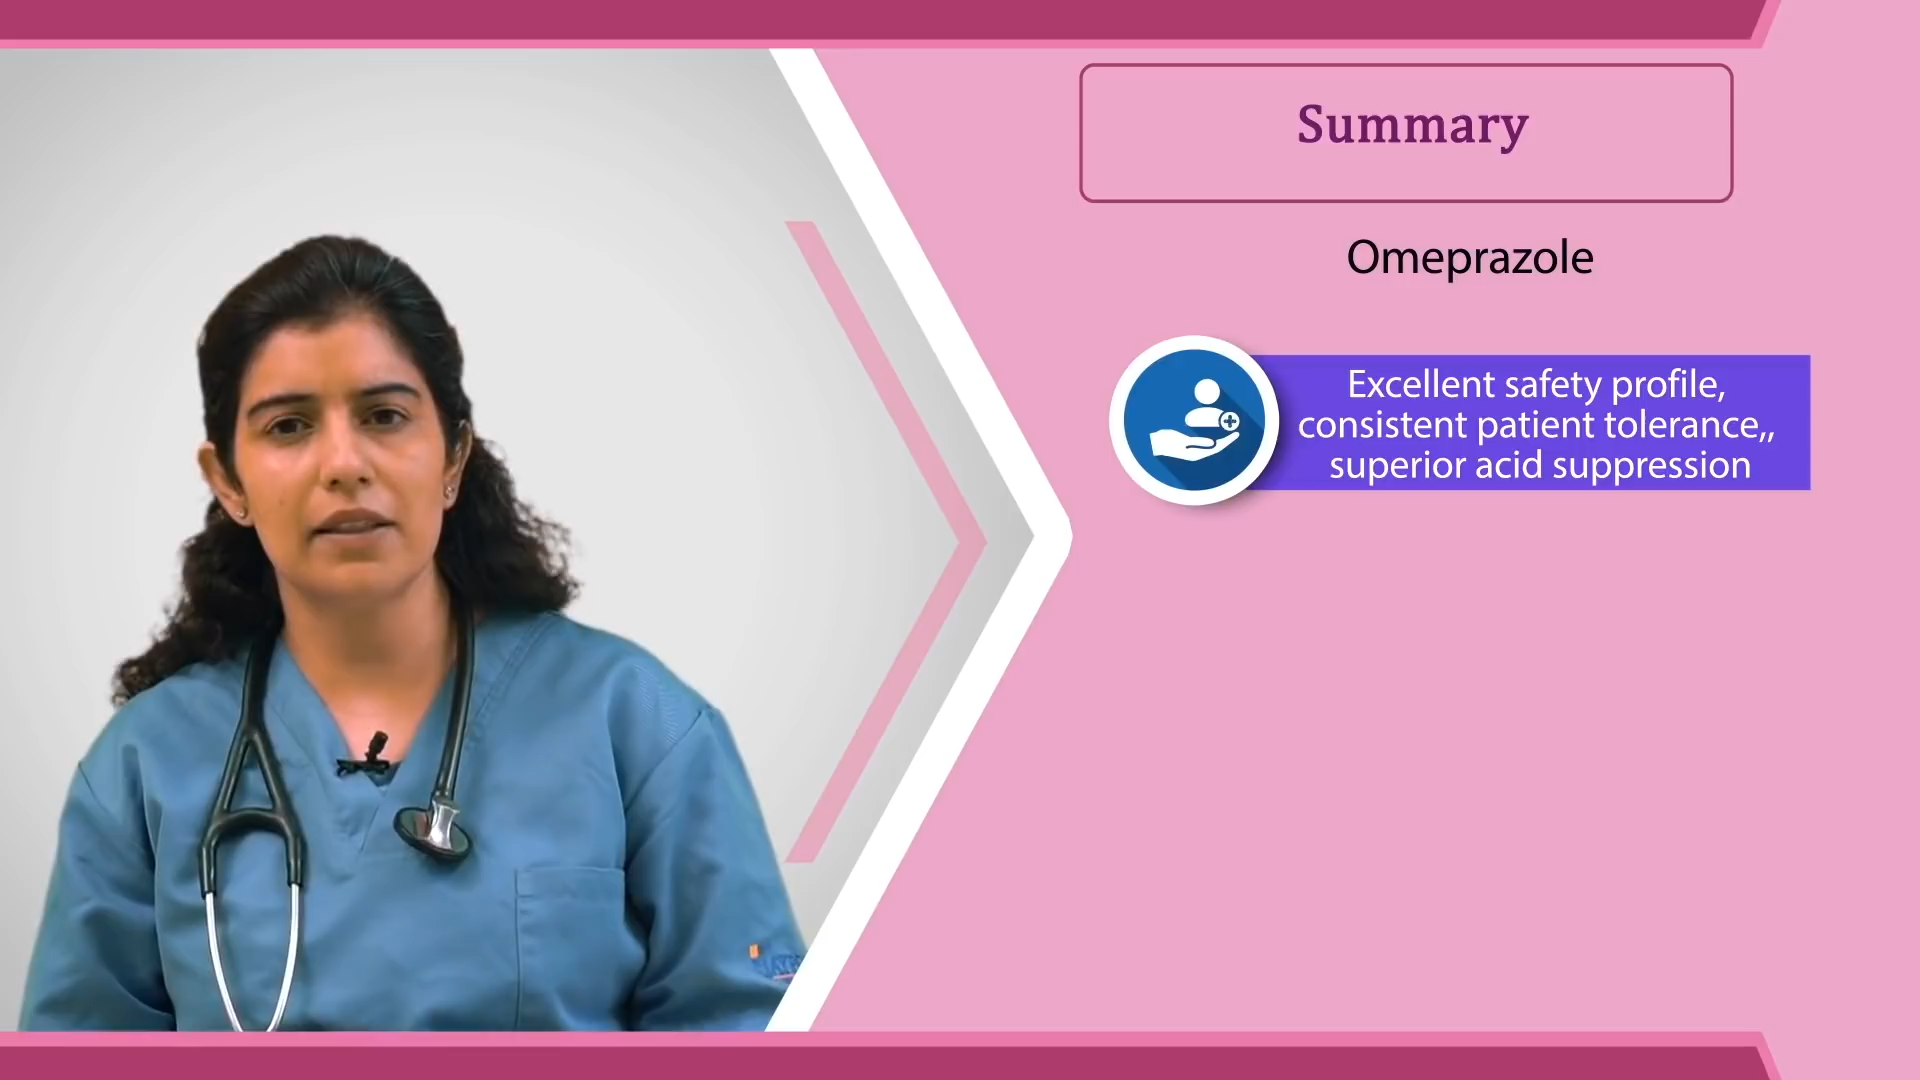 Summary
Omeprazole
Excellent safety profile,
consistent patient tolerance,,
superior acid suppression